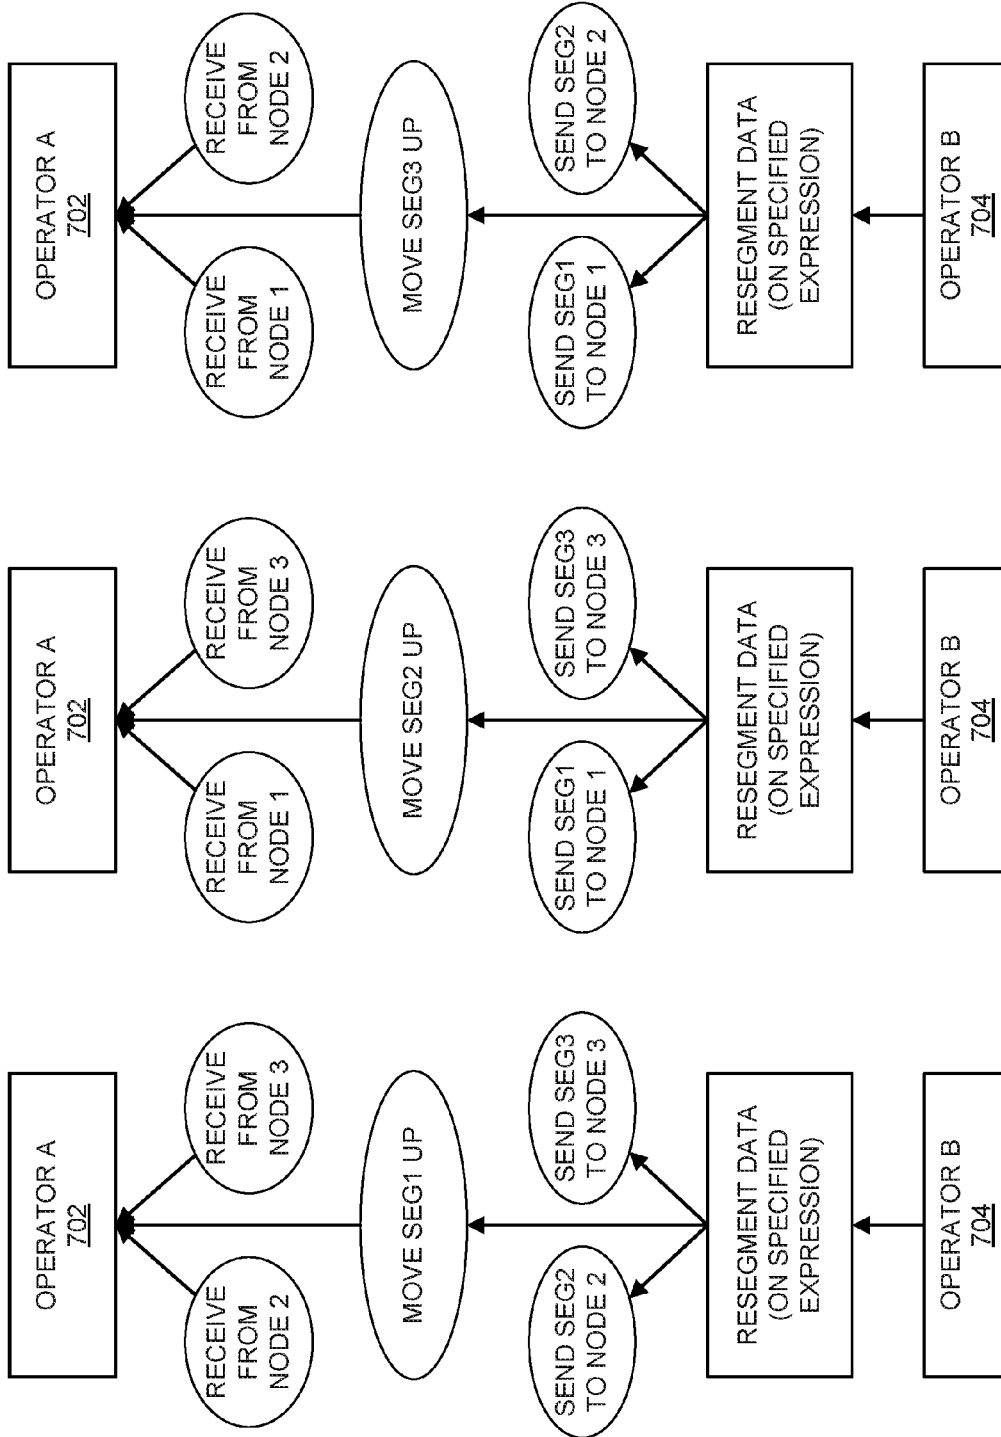 OPERATOR A
702
RECEIVE
FROM
NODE 2
RECEIVE
FROM
NODE 3
MOVE SEG1 UP
SEND SEG2
TO NODE 2
SEND SEG3
TO NODE 3
RESEGMENT DATA
(ON SPECIFIED
EXPRESSION)
OPERATOR B
704
OPERATOR A
702
RECEIVE
FROM
NODE 1
RECEIVE
FROM
NODE 3
MOVE SEG2 UP
SEND SEG1
TO NODE 1
SEND SEG3
TO NODE 3
RESEGMENT DATA
(ON SPECIFIED
EXPRESSION)
OPERATOR B
704
OPERATOR A
702
RECEIVE
FROM
NODE 1
RECEIVE
FROM
NODE 2
MOVE SEG3 UP
SEND SEG1
TO NODE 1
SEND SEG2
TO NODE 2
RESEGMENT DATA
(ON SPECIFIED
EXPRESSION)
OPERATOR B
704